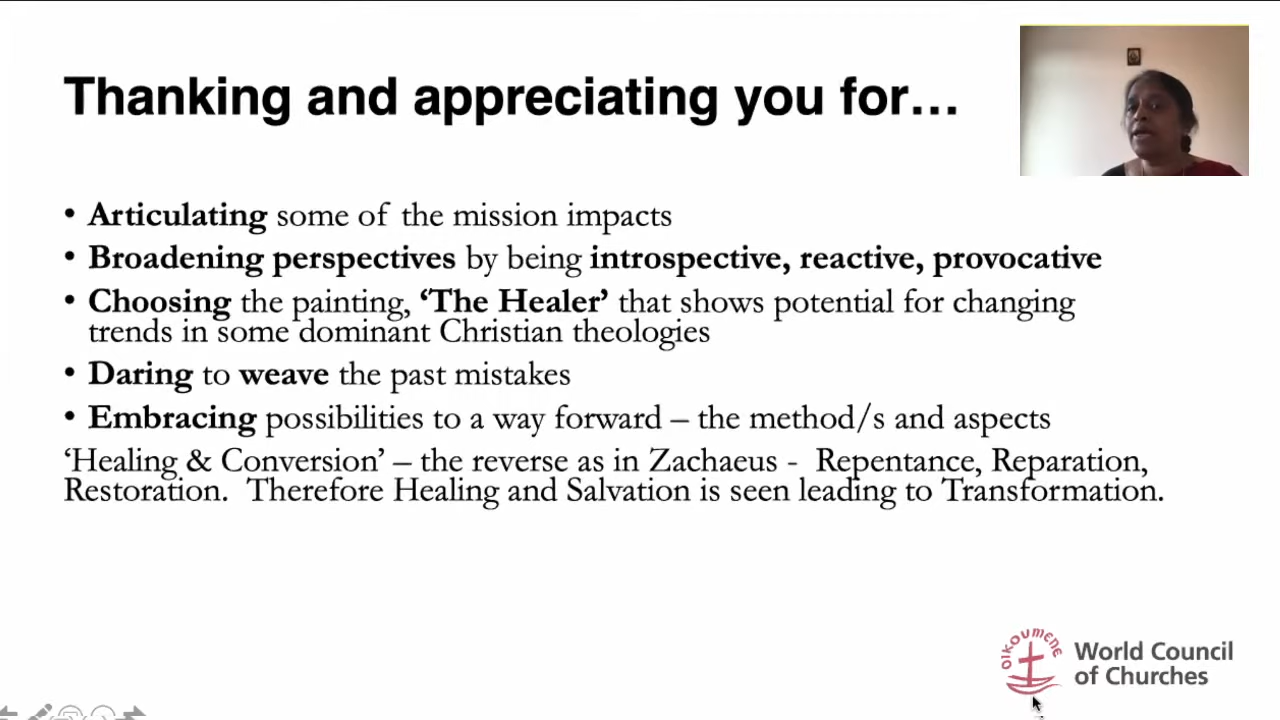 Thanking and appreciating you for…
• Articulating some of the mission impacts
• Broadening perspectives by being introspective, reactive, provocative
• Choosing the painting, ‘The Healer’ that shows potential for changing
trends in some dominant Christian theologies
• Daring to weave the past mistakes
• Embracing possibilities to a way forward – the method/s and aspects
‘Healing & Conversion’ – the reverse as in Zachaeus - Repentance, Reparation,
Restoration. Therefore Healing and Salvation is seen leading to Transformation.
OIKOUMENE
World Council
of Churches